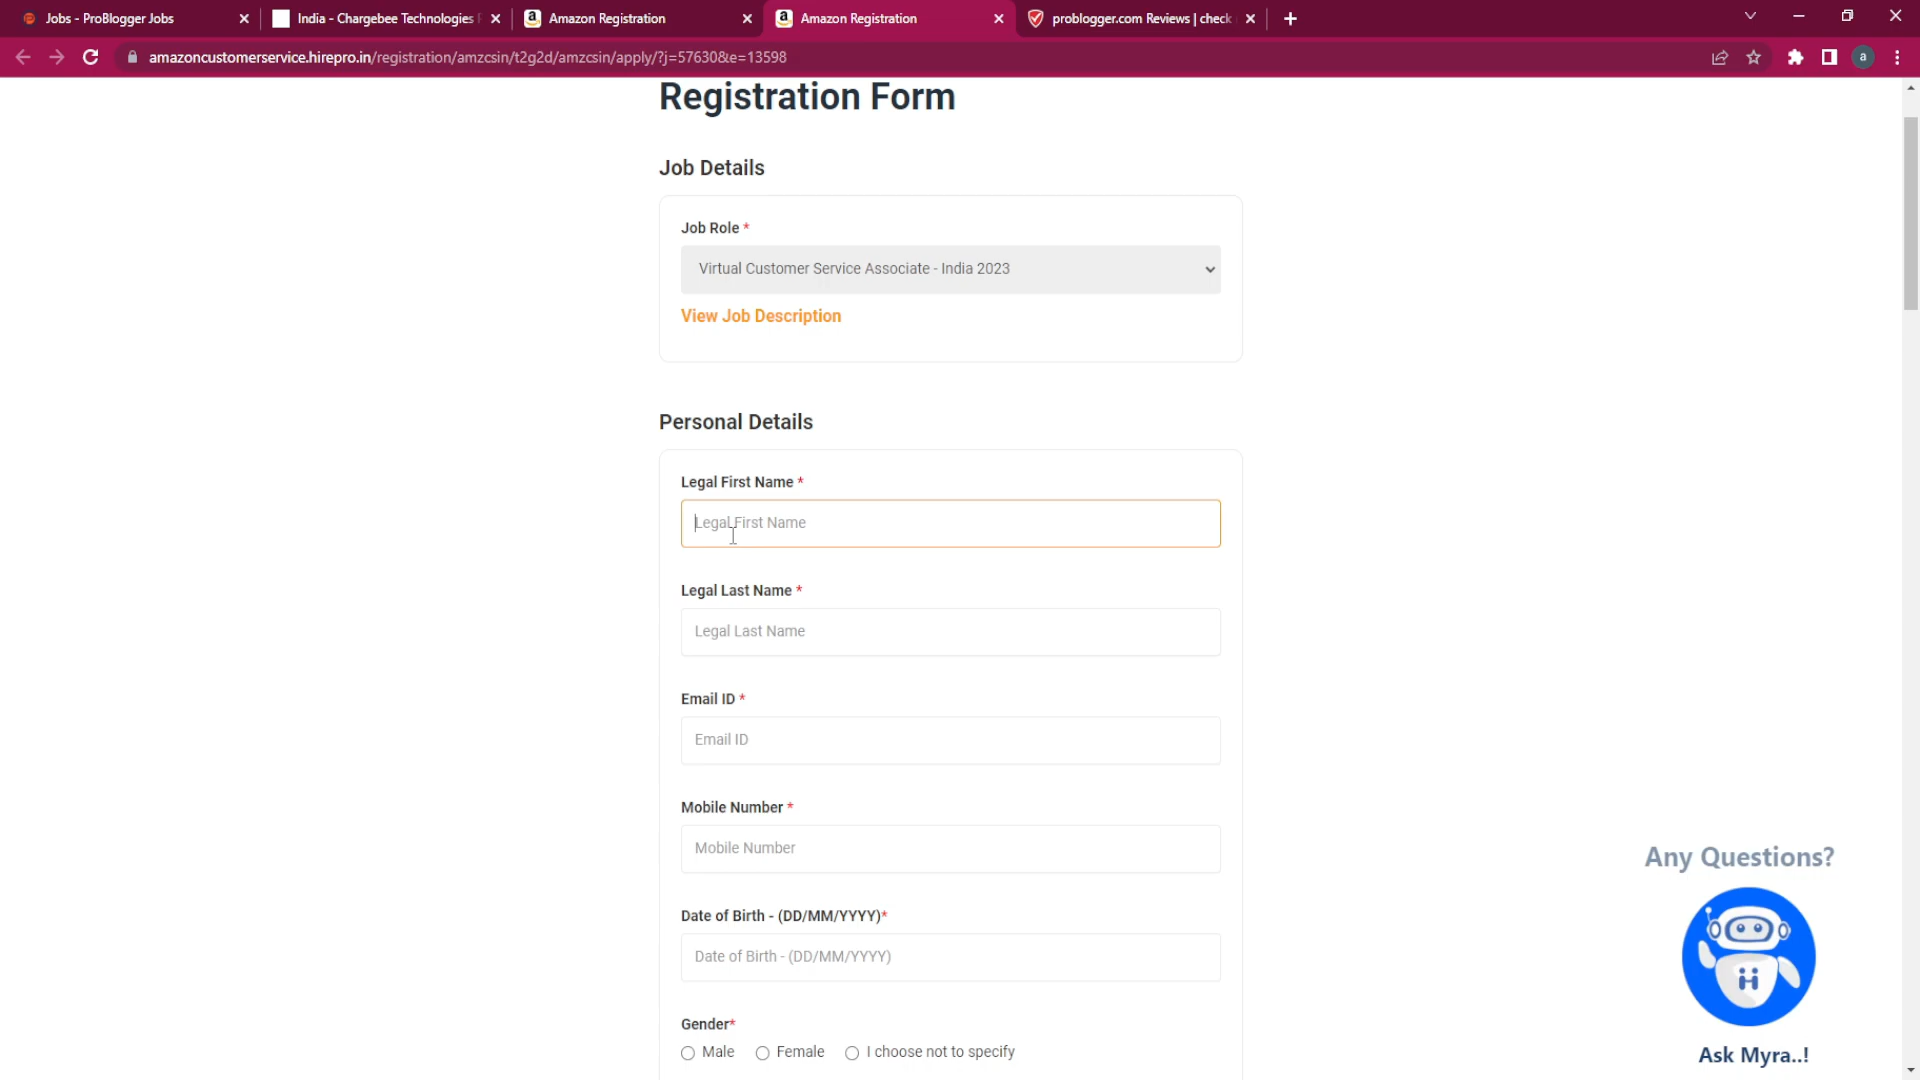 Jobs - ProBlogger Jobs
India - Chargebee Technologies
Amazon Registration
Amazon Registration
problogger.com Reviews | check
amazoncustomerservice.hirepro.in/registration/amzcsin/t2g2d/amzcsin/apply/?j=57630&e=13598
a
Registration Form
Job Details
Job Role *
Virtual Customer Service Associate - India 2023
View Job Description
Personal Details
Legal First Name *
Legal First Name
Legal Last Name *
Legal Last Name
Email ID *
Email ID
Mobile Number *
Mobile Number
Date of Birth - (DD/MM/YYYY)*
Date of Birth - (DD/MM/YYYY)
Gender*
Male Female I choose not to specify
Any Questions?
Ask Myra..!